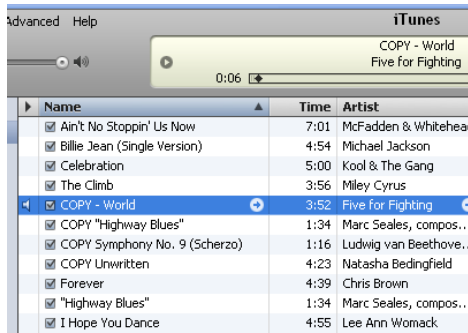 Advanced Help iTunes
COPY - World
Five for Fighting
0:06
Name Time Artist
Ain't No Stoppin' Us Now 7:01 McFadden & Whitehea
Billie Jean (Single Version) 4:54 Michael Jackson
Celebration 5:00 Kool & The Gang
The Climb 3:56 Miley Cyrus
COPY - World 3:52 Five for Fighting
COPY "Highway Blues" 1:34 Marc Seales, compos...
COPY Symphony No. 9 (Scherzo) 1:16 Ludwig van Beethove...
COPY Unwritten 4:23 Natasha Bedingfield
Forever 4:39 Chris Brown
"Highway Blues" 1:34 Marc Seales, compos...
I Hope You Dance 4:55 Lee Ann Womack